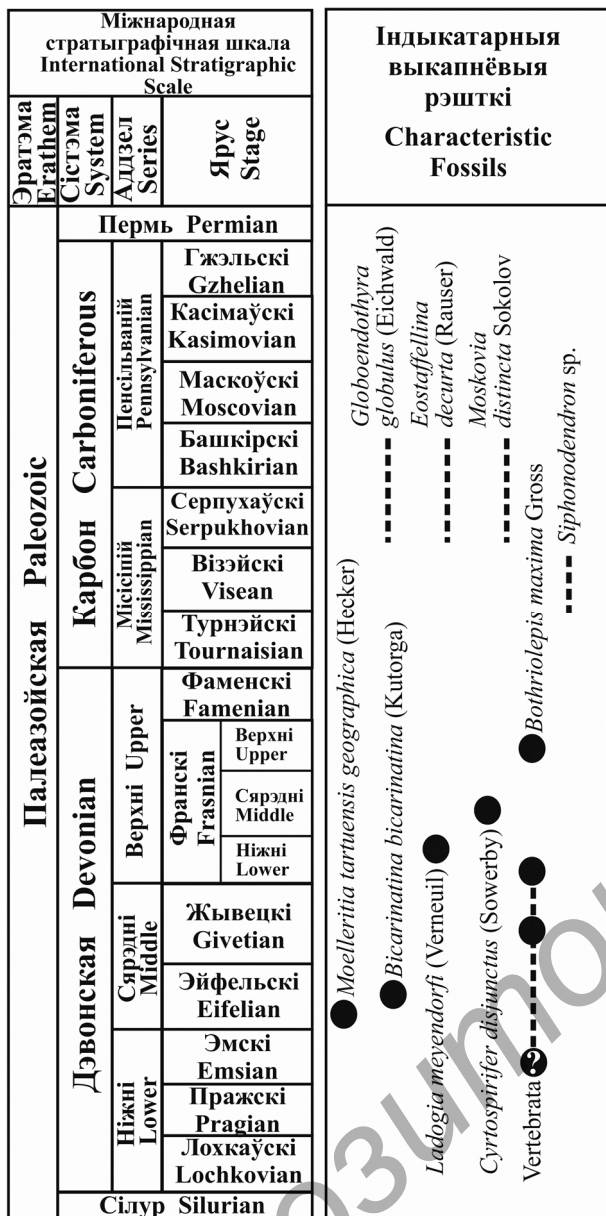 Міжнародная
стратыграфічная шкала
International Stratigraphic
Scale
Эратэма
Erathem
Сістэма
System
Аддзел
Series
Ярус
Stage
Індыкатарныя
выкапнёвыя
рэшткі
Characteristic
Fossils
Палеазойская Paleozoic
Пермь Permian
Карбон Carboniferous
Пенсільваній
Pennsylvanian
Гжэльскі
Gzhelian
Касімаўскі
Kasimovian
Маскоўскі
Moscovian
Башкірскі
Bashkirian
Місісіпій
Mississippian
Серпухаўскі
Serpukhovian
Візэйскі
Visean
Турнэйскі
Tournaisian
Дэвонская Devonian
Верхні Upper
Фаменскі
Famenian
Франскі
Frasnian
Верхні
Upper
Сярэдні
Middle
Ніжні
Lower
Сярэдні
Middle
Жывецкі
Givetian
Эйфельскі
Eifelian
Ніжні
Lower
Эмскі
Emsian
Пражскі
Pragian
Лохкаўскі
Lochkovian
Сілур Silurian
Moelleritia tartuensis geographica (Hecker)
Globoendothyra
globulus (Eichwald)
Bicarinatina bicarinatina (Kutorga)
Eostaffellina
decurta (Rauser)
Ladogia meyendorfi (Verneuil)
Moskovia
distincta Sokolov
Cyrtospirifer disjunctus (Sowerby)
Bothriolepis maxima Gross
Vertebrata ?
Siphonodendron sp.